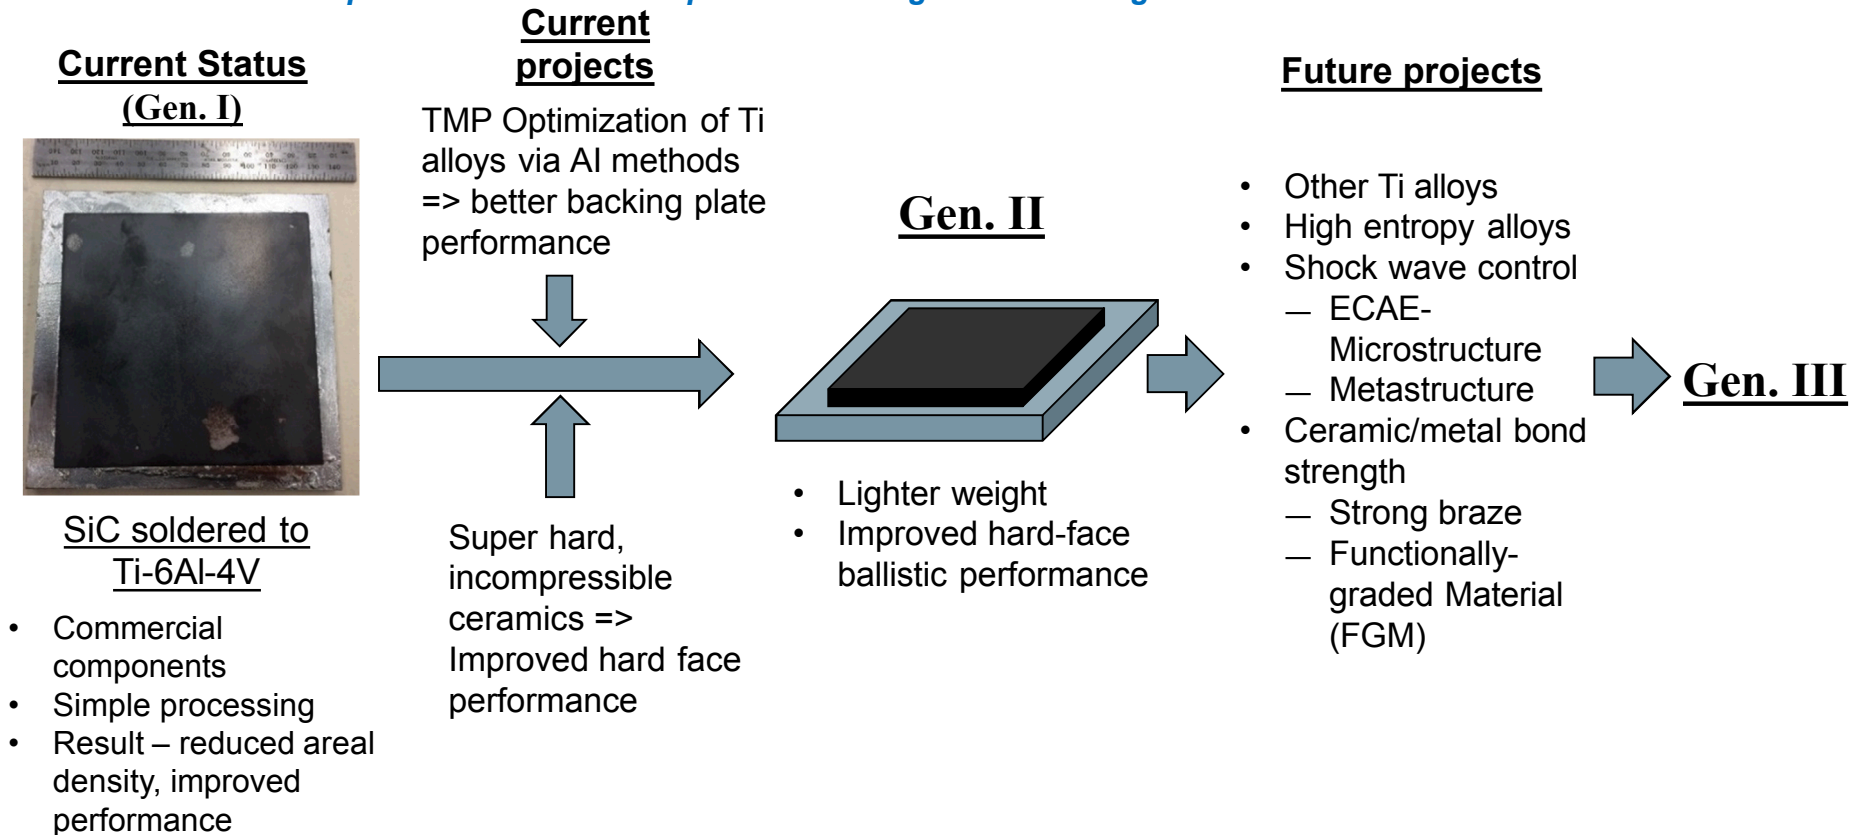 Current Status
(Gen. I)
SiC soldered to
Ti-6Al-4V
• Commercial
components
• Simple processing
• Result – reduced areal
density, improved
performance
Current
projects
TMP Optimization of Ti
alloys via AI methods
=> better backing plate
performance
Super hard,
incompressible
ceramics =>
Improved hard face
performance
Gen. II
• Lighter weight
• Improved hard-face
ballistic performance
Future projects
• Other Ti alloys
• High entropy alloys
• Shock wave control
— ECAE-
Microstructure
— Metastructure
• Ceramic/metal bond
strength
— Strong braze
— Functionally-
graded Material
(FGM)
Gen. III